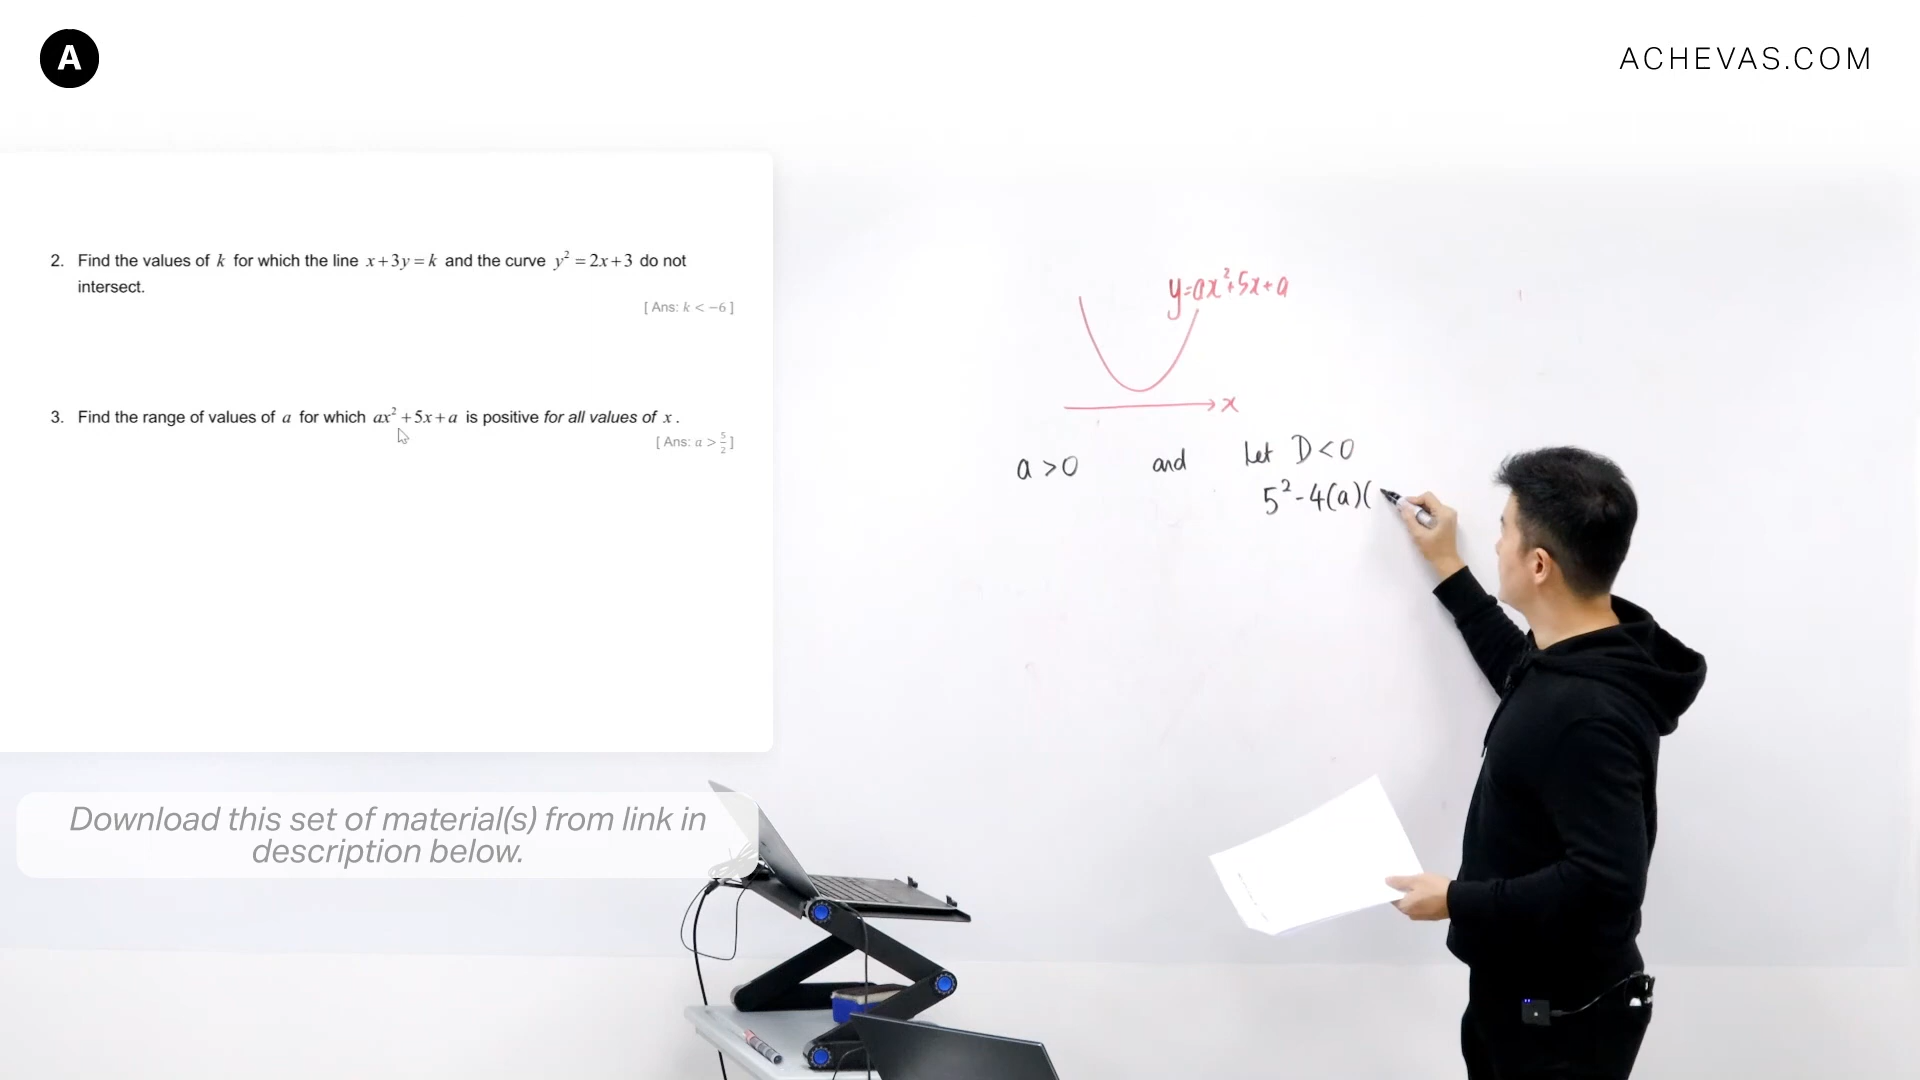 A
ACHEVAS.COM
2. Find the values of k for which the line x+3y=k and the curve y²=2x+3 do not
intersect.
[ Ans: k < −6 ]
3. Find the range of values of a for which ax²+5x+a is positive for all values of x.
[ Ans: a > 5/2 ]
y=ax²+5x+a
x
a >0 and Let D<0
5²-4(a)(
Download this set of material(s) from link in
description below.